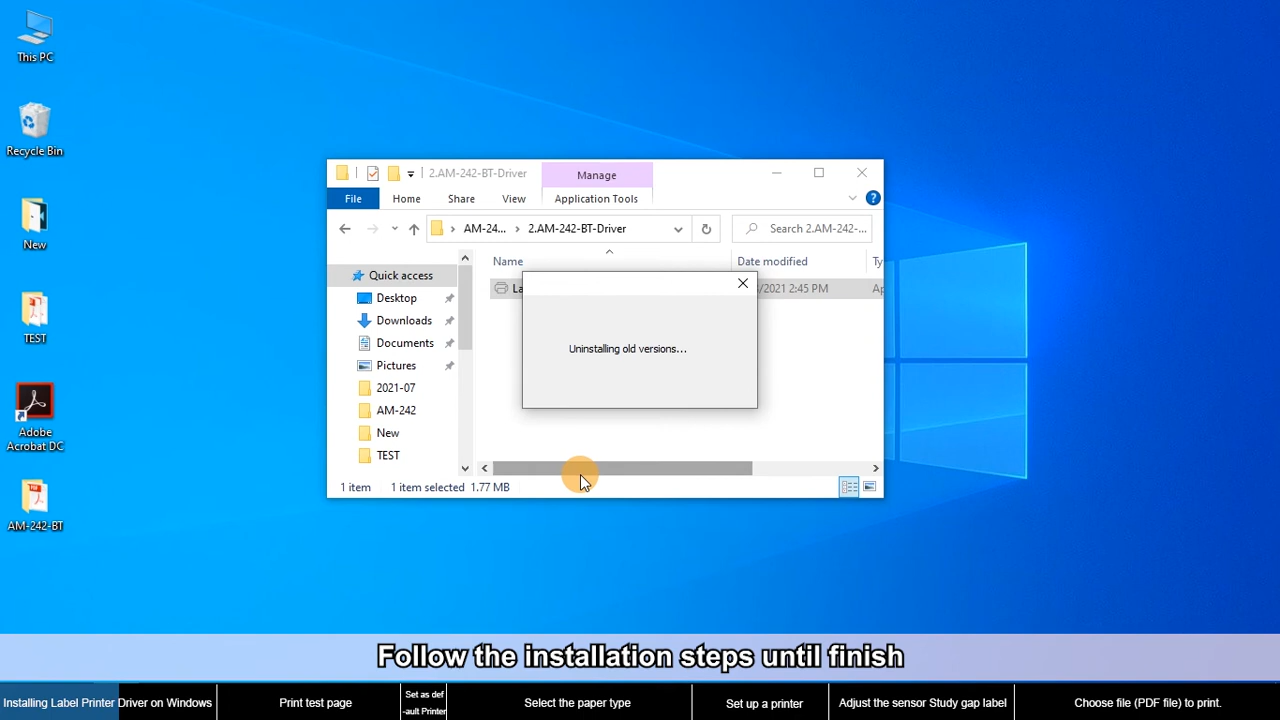 This PC
Recycle Bin
New
TEST
Adobe
Acrobat DC
AM-242-BT
2.AM-242-BT-Driver
Manage
File
Home
Share
View
Application Tools
AM-24...
2.AM-242-BT-Driver
Search 2.AM-242-...
Name
Date modified
Quick access
Desktop
Downloads
Documents
Pictures
2021-07
AM-242
New
TEST
/2021 2:45 PM
Uninstalling old versions...
1 item
1 item selected
1.77 MB
Follow the installation steps until finish
Installing Label Printer Driver on Windows
Print test page
Set as def
-ault Printer
Select the paper type
Set up a printer
Adjust the sensor Study gap label
Choose file (PDF file) to print.